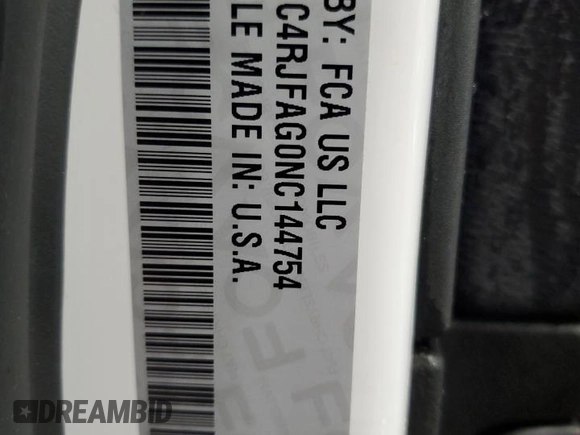 BY: FCA US LLC
C4RJFAG0NC144754
LE MADE IN: U.S.A.
DREAMBID